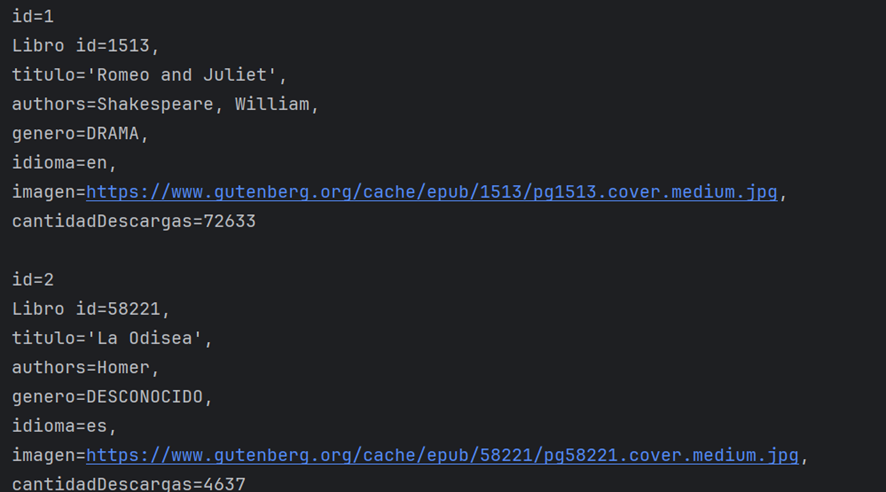 id=1
Libro id=1513,
titulo='Romeo and Juliet',
authors=Shakespeare, William,
genero=DRAMA,
idioma=en,
imagen=https://www.gutenberg.org/cache/epub/1513/pg1513.cover.medium.jpg,
cantidadDescargas=72633
id=2
Libro id=58221,
titulo='La Odisea',
authors=Homer,
genero=DESCONOCIDO,
idioma=es,
imagen=https://www.gutenberg.org/cache/epub/58221/pg58221.cover.medium.jpg,
cantidadDescargas=4637